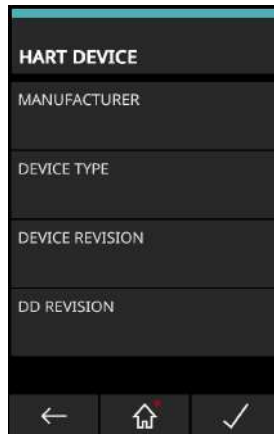 HART DEVICE
MANUFACTURER
DEVICE TYPE
DEVICE REVISION
DD REVISION